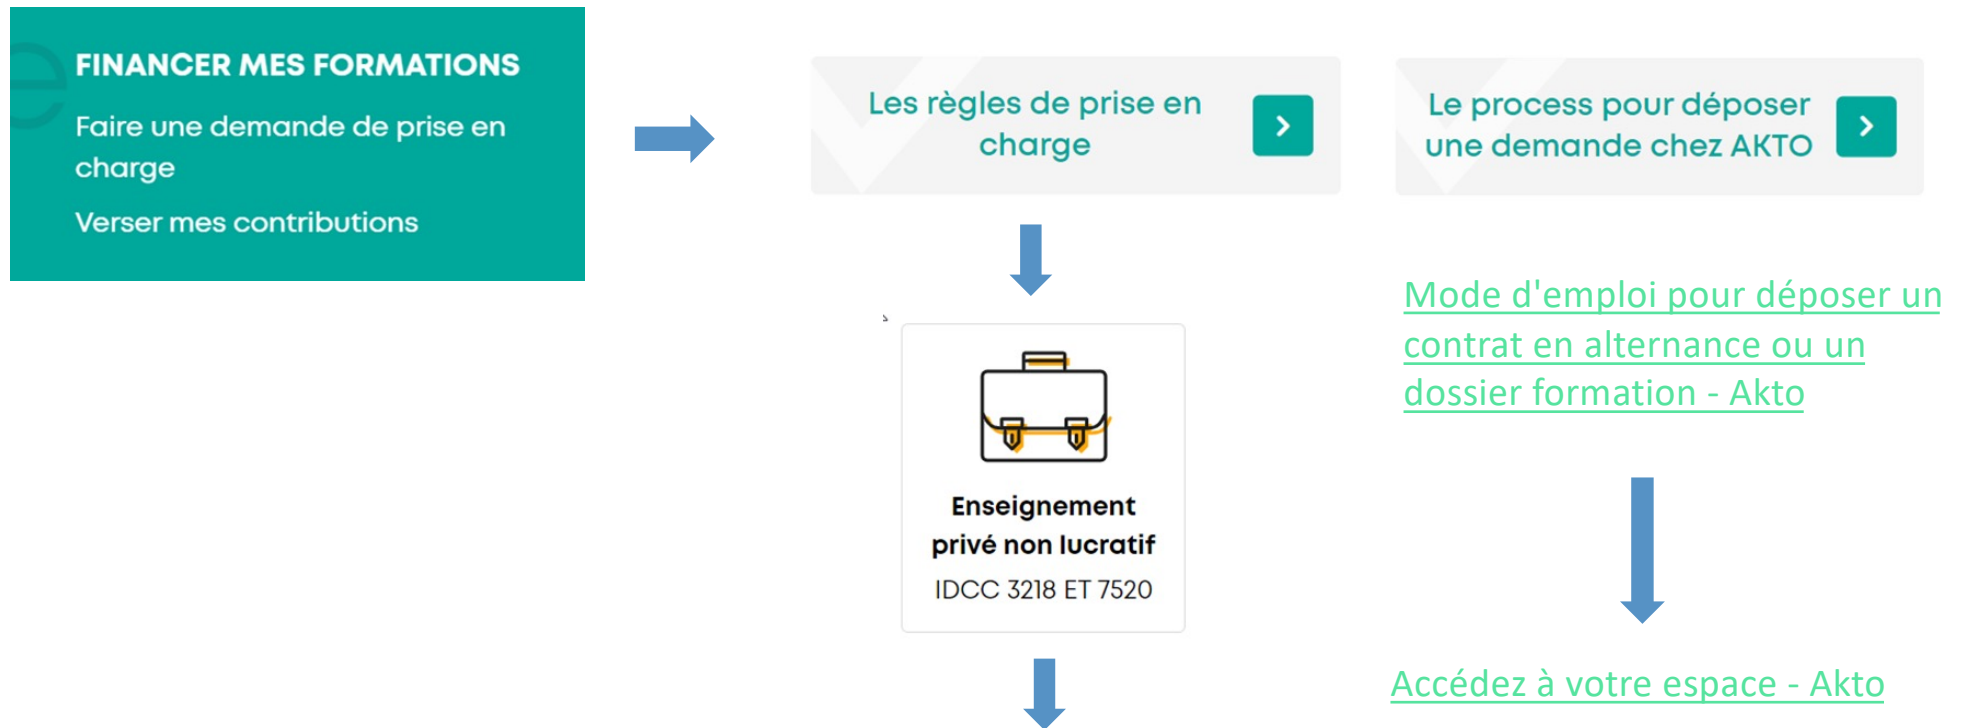 FINANCER MES FORMATIONS
Faire une demande de prise en
charge
Verser mes contributions
Les règles de prise en
charge
Le process pour déposer
une demande chez AKTO
Enseignement
privé non lucratif
IDCC 3218 ET 7520
Mode d'emploi pour déposer un
contrat en alternance ou un
dossier formation - Akto
Accédez à votre espace - Akto